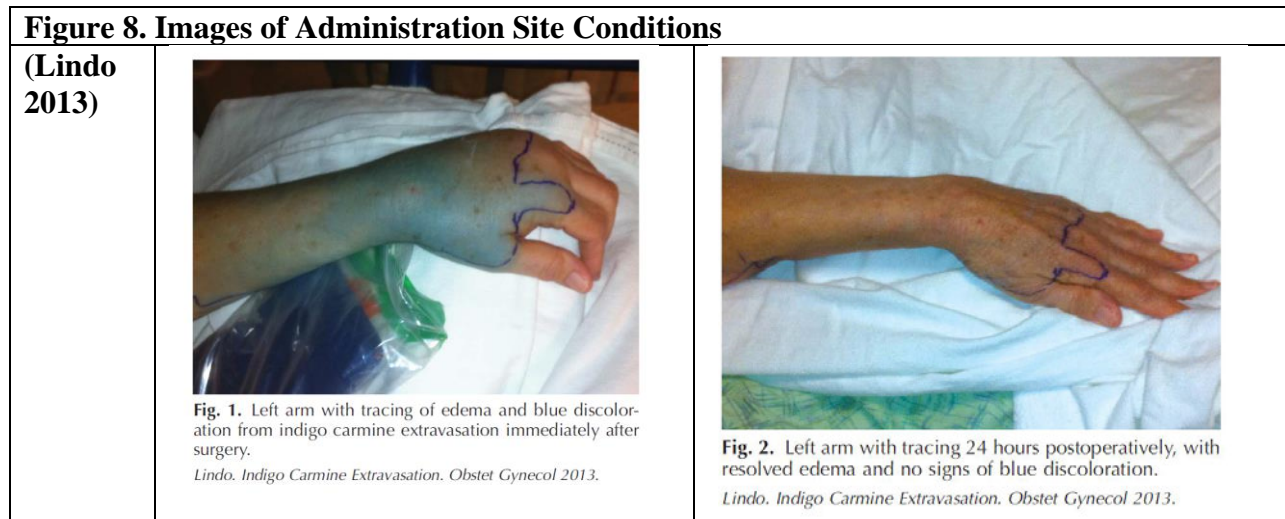 Figure 8. Images of Administration Site Conditions
(Lindo
2013)
Fig. 1. Left arm with tracing of edema and blue discolor-
ation from indigo carmine extravasation immediately after
surgery.
Lindo. Indigo Carmine Extravasation. Obstet Gynecol 2013.
Fig. 2. Left arm with tracing 24 hours postoperatively, with
resolved edema and no signs of blue discoloration.
Lindo. Indigo Carmine Extravasation. Obstet Gynecol 2013.